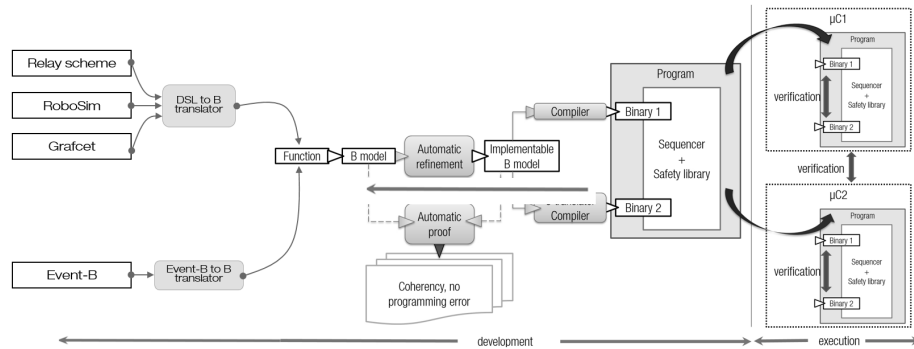 Relay scheme
RoboSim
Grafcet
DSL to B
translator
Event-B
Event-B to B
translator
Function
B model
Automatic
refinement
Implementable
B model
Automatic
proof
Coherency, no
programming error
Compiler
Compiler
Program
Binary 1
Sequencer
+
Safety library
Binary 2
µC1
Program
Binary 1
verification
Sequencer
+
Safety library
Binary 2
verification
µC2
Program
Binary 1
verification
Sequencer
+
Safety library
Binary 2
development
execution